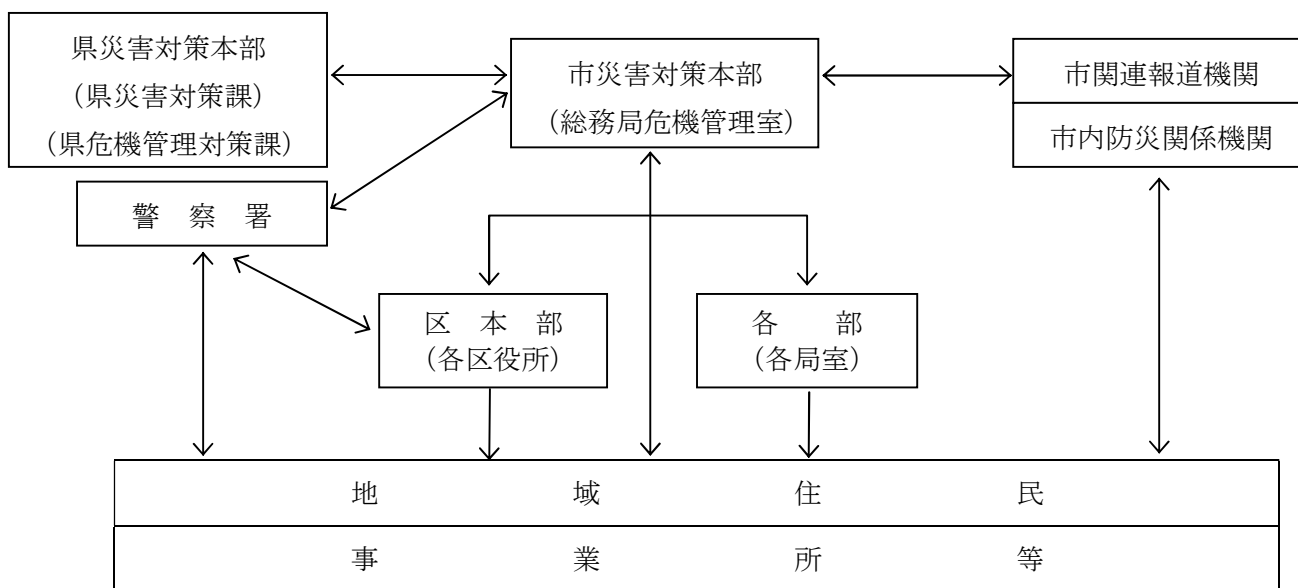 県災害対策本部
(県災害対策課)
(県危機管理対策課)
市災害対策本部
(総務局危機管理室)
市関連報道機関
市内防災関係機関
警察署
区本部
(各区役所)
各部
(各局室)
地域住民
事業所等